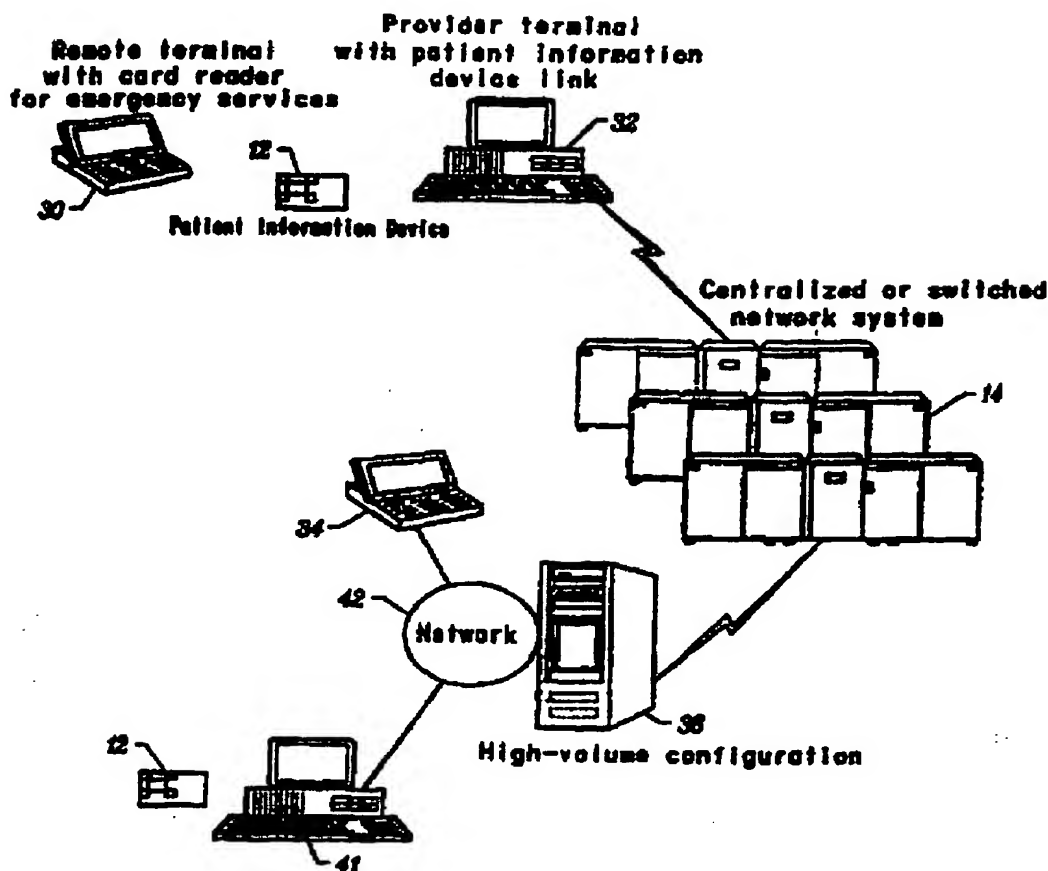 Remote terminal
with card reader
for emergency services
30
12
Patient Information Device
Provider terminal
with patient information
device link
32
Centralized or switched
network system
14
34
42
Network
36
High-volume configuration
12
41